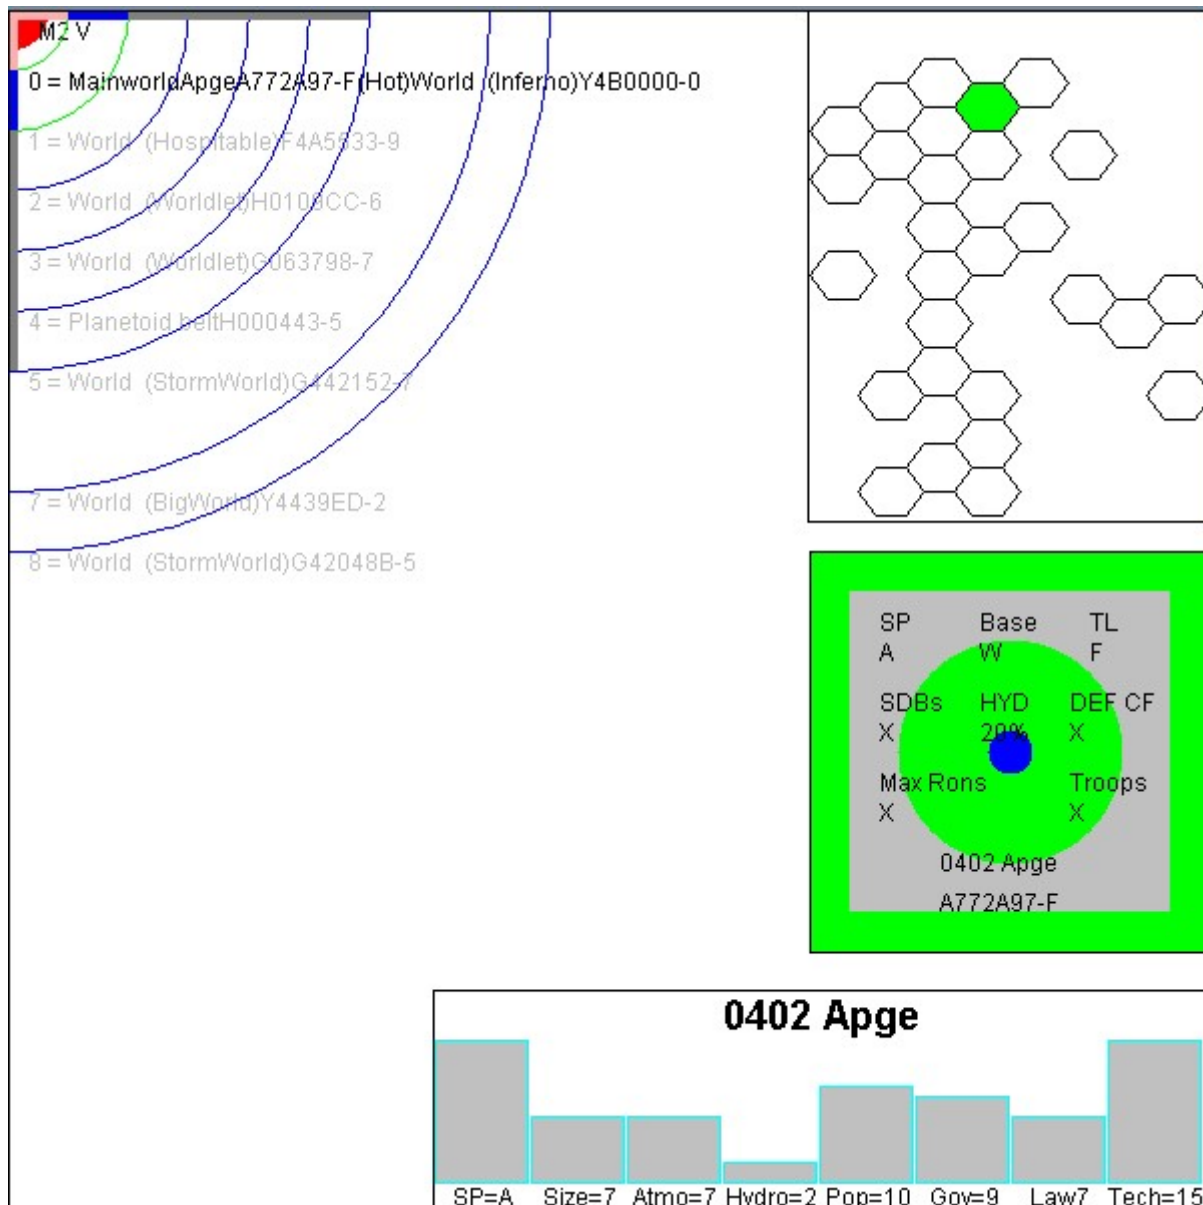 M2 V
0 = MainworldApgeA772A97-F(Hot)World (Inferno)Y4B0000-0
1 = World (Hospitable)F4A5633-9
2 = World (Worldlet)H0100CC-6
3 = World (Worldlet)G063798-7
4 = Planetoid beltH000443-5
5 = World (StormWorld)G442152-7
7 = World (BigWorld)Y4439ED-2
8 = World (StormWorld)G42048B-5
SP Base TL
A W F
SDBs HYD DEF CF
X 20% X
Max Rons Troops
X X
0402 Apge
A772A97-F
0402 Apge
SP=A Size=7 Atmo=7 Hydro=2 Pop=10 Gov=9 Law7 Tech=15